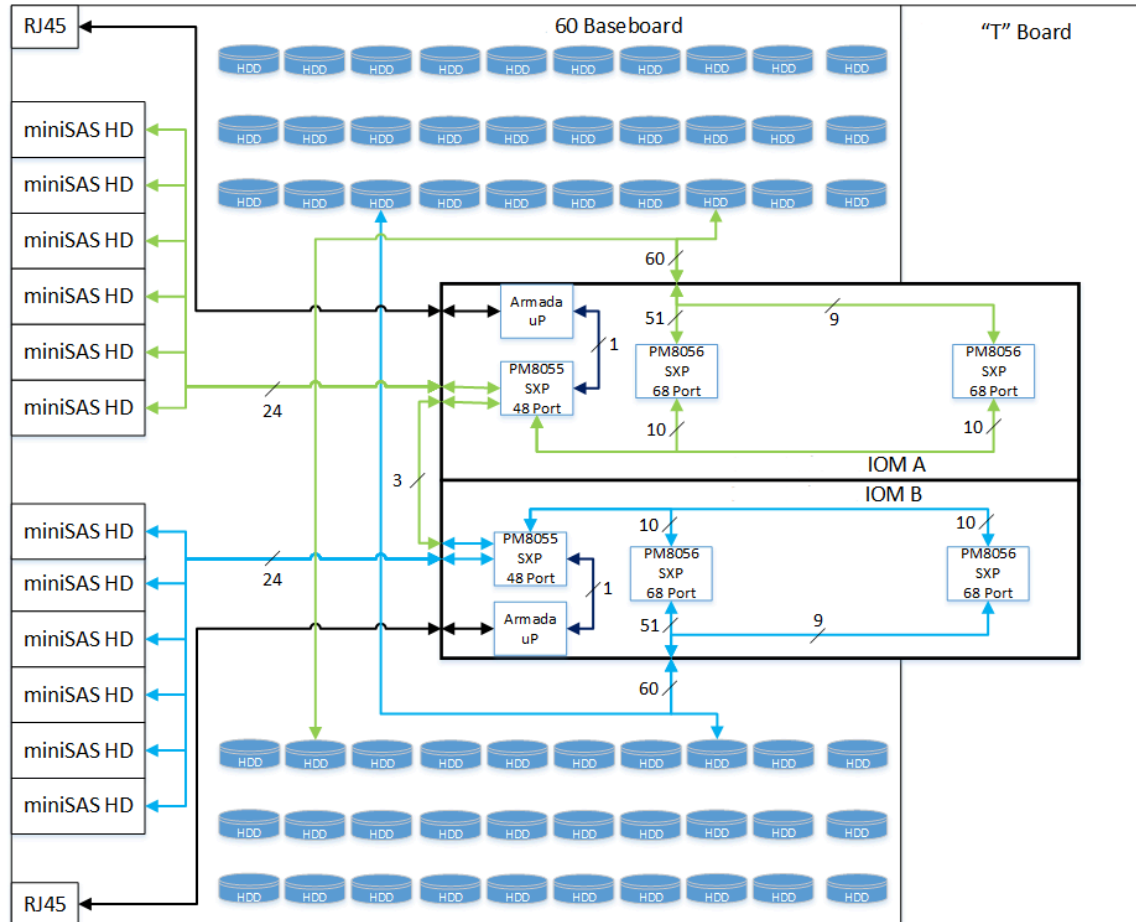 RJ45
60 Baseboard
“T” Board
HDD HDD HDD HDD HDD HDD HDD HDD HDD HDD
miniSAS HD
HDD HDD HDD HDD HDD HDD HDD HDD HDD HDD
miniSAS HD
HDD HDD HDD HDD HDD HDD HDD HDD HDD HDD
miniSAS HD
miniSAS HD
miniSAS HD
miniSAS HD
24
60
Armada
uP
1
PM8055
SXP
48 Port
51
9
PM8056
SXP
68 Port
PM8056
SXP
68 Port
10
10
IOM A
3
IOM B
miniSAS HD
miniSAS HD
miniSAS HD
miniSAS HD
miniSAS HD
miniSAS HD
24
PM8055
SXP
48 Port
1
Armada
uP
10
10
PM8056
SXP
68 Port
PM8056
SXP
68 Port
51
9
60
HDD HDD HDD HDD HDD HDD HDD HDD HDD HDD
HDD HDD HDD HDD HDD HDD HDD HDD HDD HDD
HDD HDD HDD HDD HDD HDD HDD HDD HDD HDD
RJ45